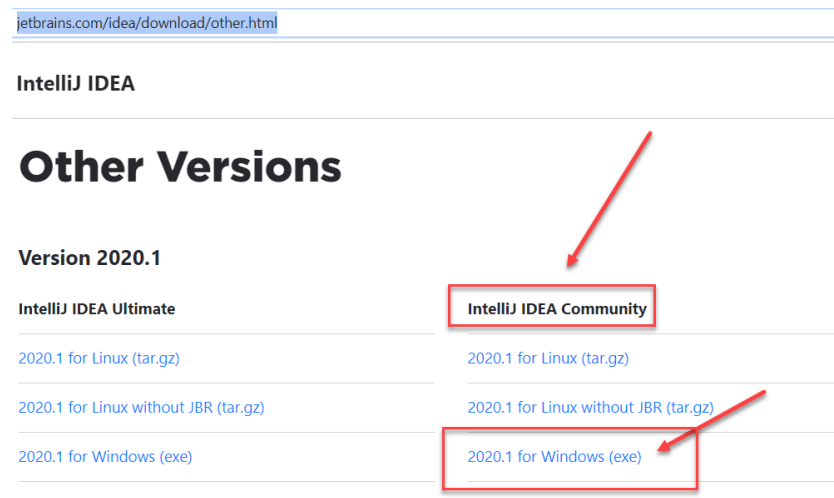 jetbrains.com/idea/download/other.html
IntelliJ IDEA
Other Versions
Version 2020.1
IntelliJ IDEA Ultimate
2020.1 for Linux (tar.gz)
2020.1 for Linux without JBR (tar.gz)
2020.1 for Windows (exe)
IntelliJ IDEA Community
2020.1 for Linux (tar.gz)
2020.1 for Linux without JBR (tar.gz)
2020.1 for Windows (exe)